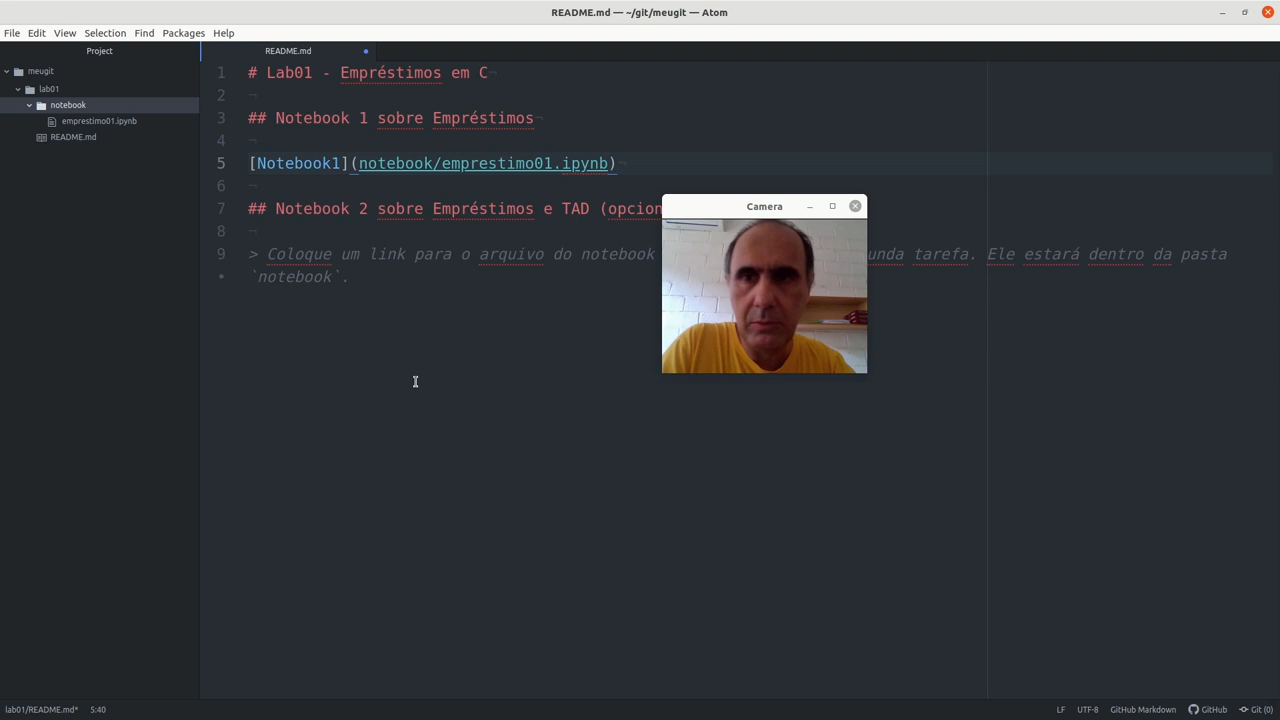 README.md — ~/git/meugit — Atom
File Edit View Selection Find Packages Help
Project
README.md
meugit
lab01
notebook
emprestimo01.ipynb
README.md
1 # Lab01 - Empréstimos em C¬
2 ¬
3 ## Notebook 1 sobre Empréstimos¬
4 ¬
5 [Notebook1](notebook/emprestimo01.ipynb)¬
6 ¬
7 ## Notebook 2 sobre Empréstimos e TAD (opcion
8 ¬
9 > Coloque um link para o arquivo do notebook unda tarefa. Ele estará dentro da pasta
• `notebook`.
Camera
lab01/README.md* 5:40 LF UTF-8 GitHub Markdown GitHub Git (0)